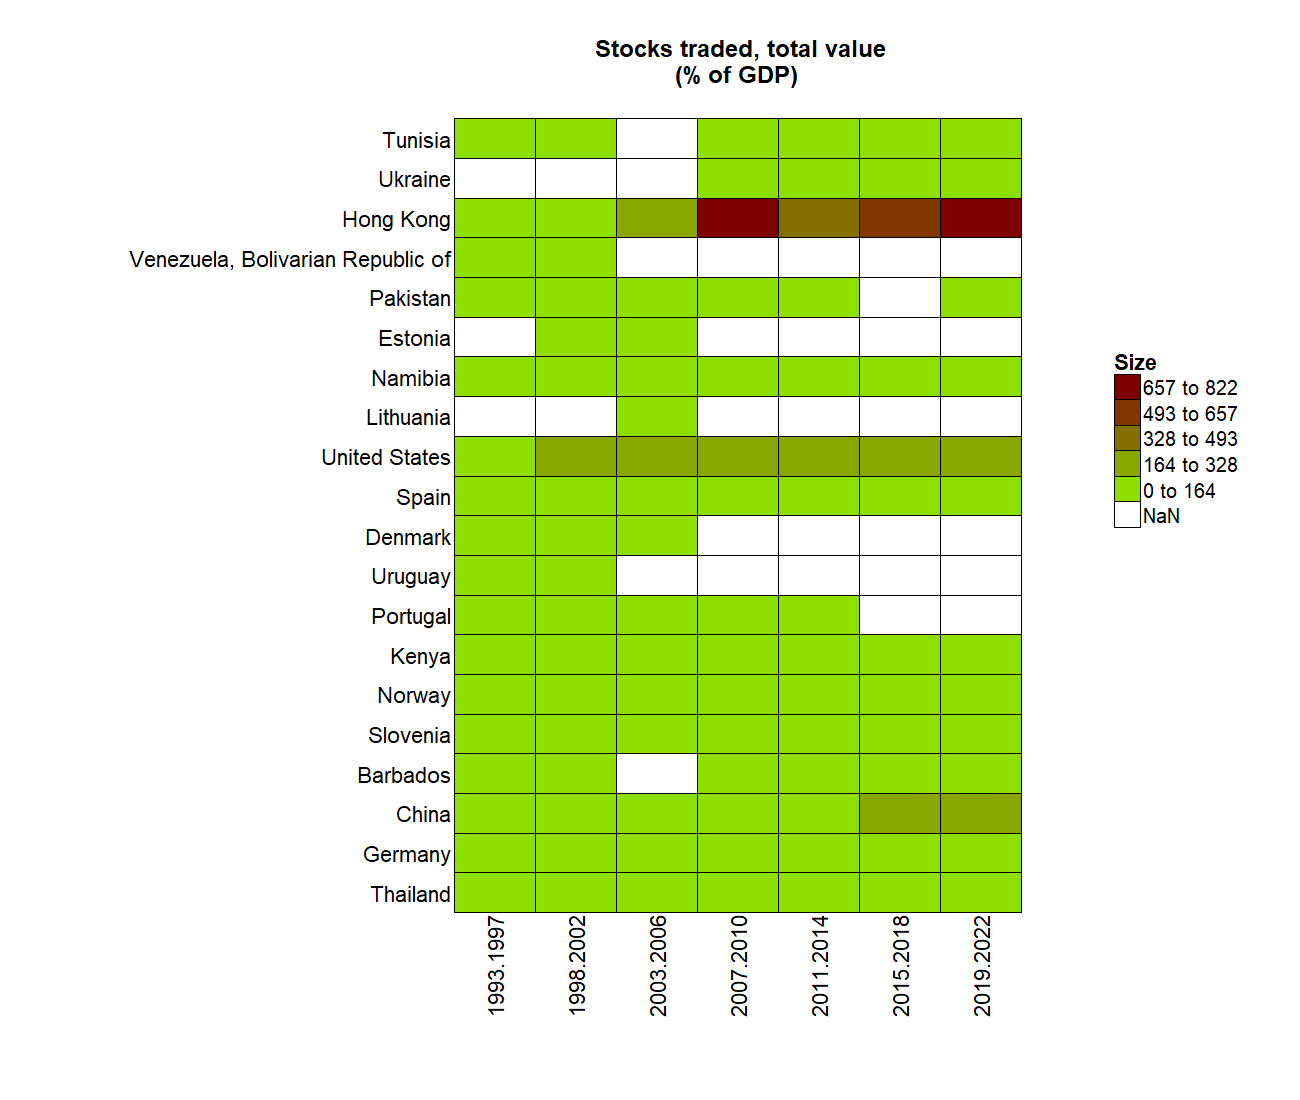 Stocks traded, total value
(% of GDP)
Tunisia
Ukraine
Hong Kong
Venezuela, Bolivarian Republic of
Pakistan
Estonia
Namibia
Lithuania
United States
Spain
Denmark
Uruguay
Portugal
Kenya
Norway
Slovenia
Barbados
China
Germany
Thailand
1993.1997
1998.2002
2003.2006
2007.2010
2011.2014
2015.2018
2019.2022
Size
657 to 822
493 to 657
328 to 493
164 to 328
0 to 164
NaN